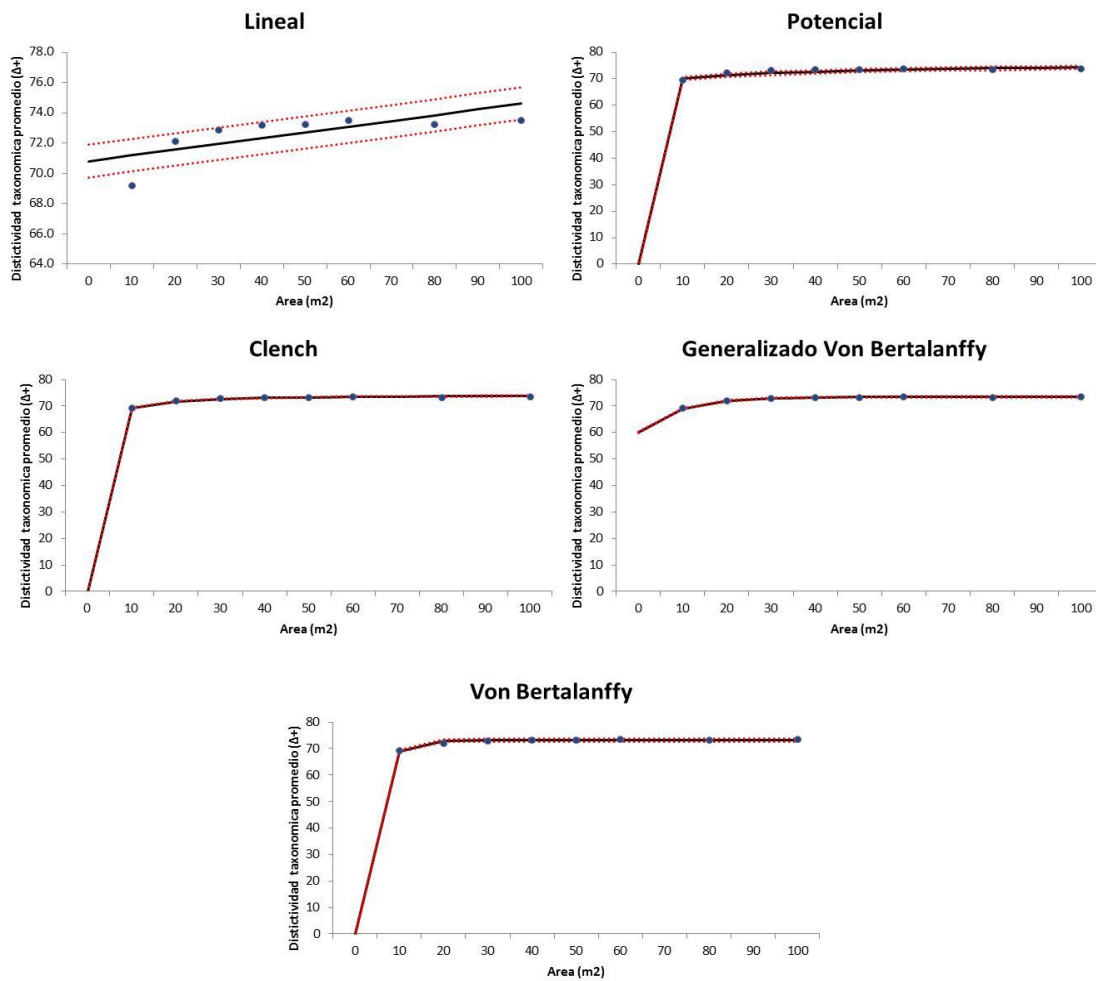 Lineal
Distictividad taxonomica promedio (Δ+)
78.0
76.0
74.0
72.0
70.0
68.0
66.0
64.0
0 10 20 30 40 50 60 70 80 90 100
Area (m2)
Potencial
Distictividad taxonomica promedio (Δ+)
80
70
60
50
40
30
20
10
0
0 10 20 30 40 50 60 70 80 90 100
Area (m2)
Clench
Distictividad taxonomica promedio (Δ+)
80
70
60
50
40
30
20
10
0
0 10 20 30 40 50 60 70 80 90 100
Area (m2)
Generalizado Von Bertalanffy
Distictividad taxonomica promedio (Δ+)
80
70
60
50
40
30
20
10
0
0 10 20 30 40 50 60 70 80 90 100
Area (m2)
Von Bertalanffy
Distictividad taxonomica promedio (Δ+)
80
70
60
50
40
30
20
10
0
0 10 20 30 40 50 60 70 80 90 100
Area (m2)